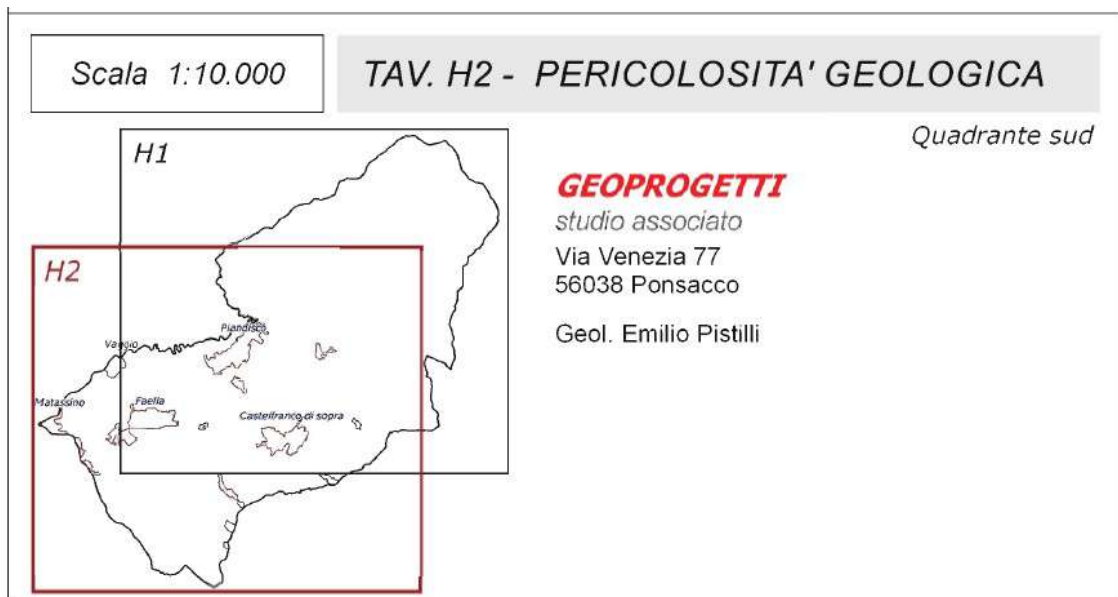 Scala 1:10.000
TAV. H2 - PERICOLOSITA' GEOLOGICA
Quadrante sud
H1
GEOPROGETTI
studio associato
Via Venezia 77
56038 Ponsacco
Geol. Emilio Pistilli
H2
Piandiscò
Vaggio
Matassino
Faella
Castelfranco di sopra